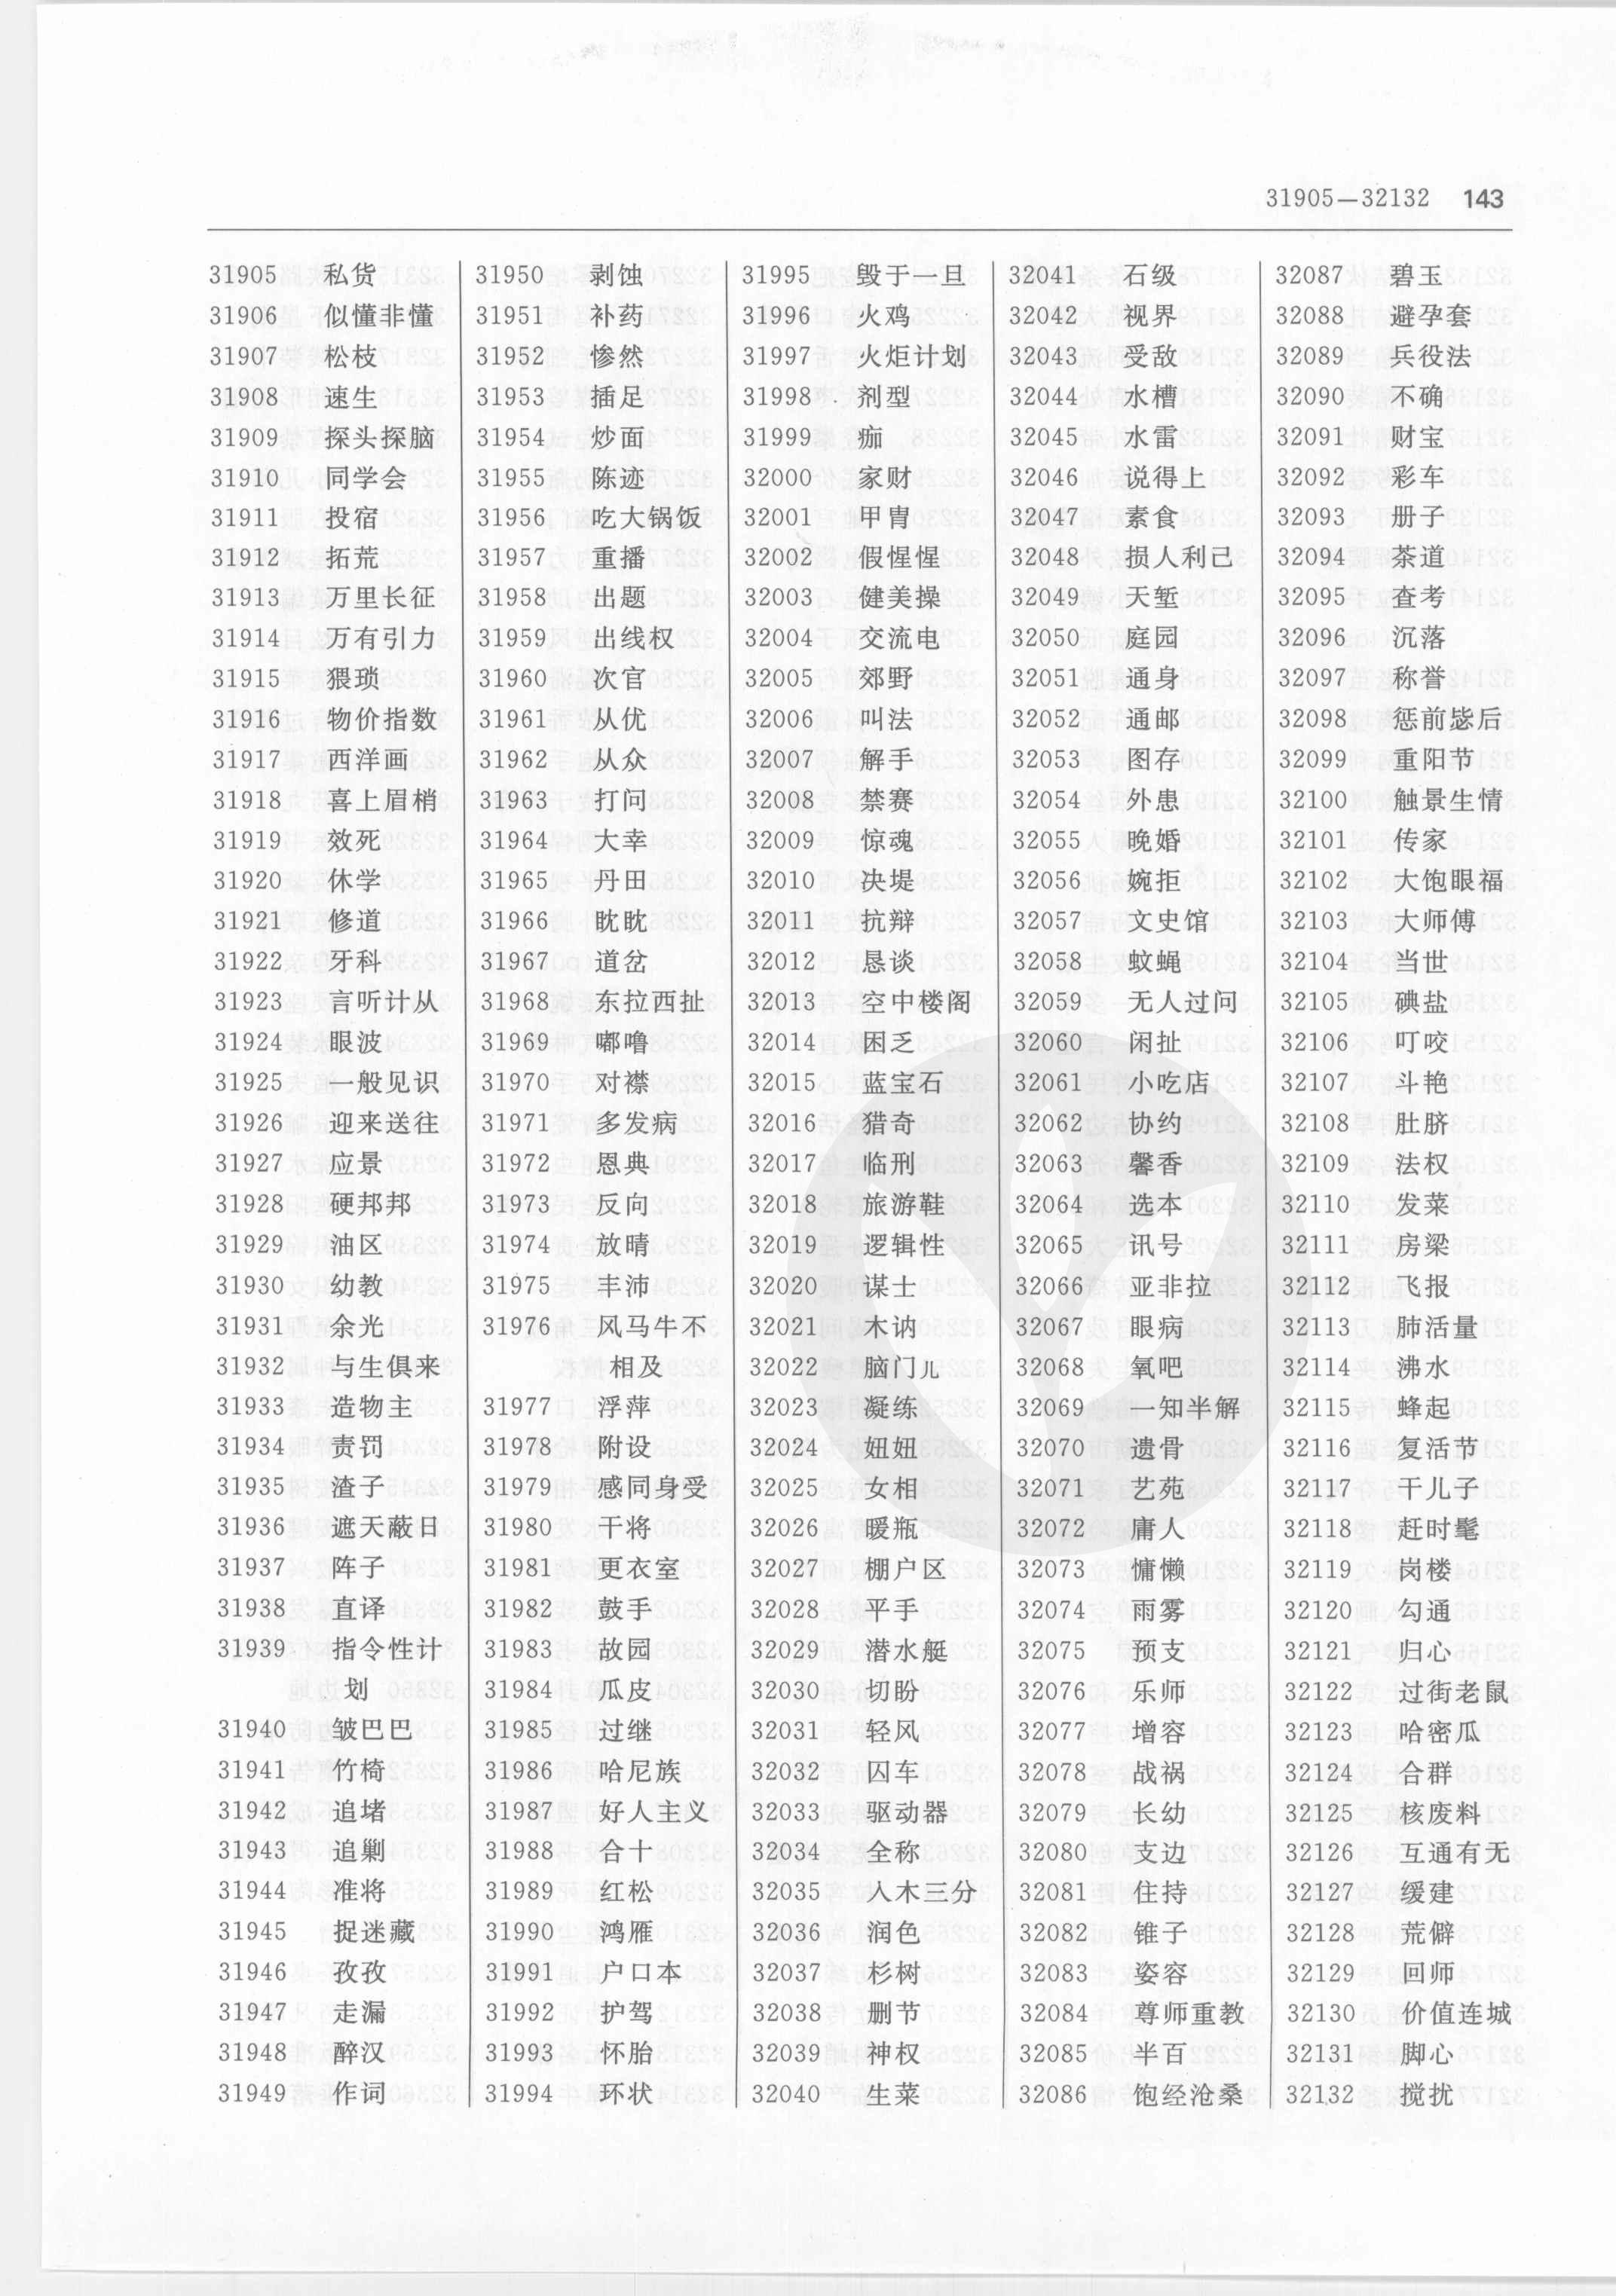 31905—32132 143
31905 私货
31906 似懂非懂
31907 松枝
31908 速生
31909 探头探脑
31910 同学会
31911 投宿
31912 拓荒
31913 万里长征
31914 万有引力
31915 猥琐
31916 物价指数
31917 西洋画
31918 喜上眉梢
31919 效死
31920 休学
31921 修道
31922 牙科
31923 言听计从
31924 眼波
31925 一般见识
31926 迎来送往
31927 应景
31928 硬邦邦
31929 油区
31930 幼教
31931 余光
31932 与生俱来
31933 造物主
31934 责罚
31935 渣子
31936 遮天蔽日
31937 阵子
31938 直译
31939 指令性计
划
31940 皱巴巴
31941 竹椅
31942 追堵
31943 追剿
31944 准将
31945 捉迷藏
31946 孜孜
31947 走漏
31948 醉汉
31949 作词
31950 剥蚀
31951 补药
31952 惨然
31953 插足
31954 炒面
31955 陈迹
31956 吃大锅饭
31957 重播
31958 出题
31959 出线权
31960 次官
31961 从优
31962 从众
31963 打问
31964 大幸
31965 丹田
31966 眈眈
31967 道岔
31968 东拉西扯
31969 嘟噜
31970 对襟
31971 多发病
31972 恩典
31973 反向
31974 放晴
31975 丰沛
31976 风马牛不
相及
31977 浮萍
31978 附设
31979 感同身受
31980 干将
31981 更衣室
31982 鼓手
31983 故园
31984 瓜皮
31985 过继
31986 哈尼族
31987 好人主义
31988 合十
31989 红松
31990 鸿雁
31991 户口本
31992 护驾
31993 怀胎
31994 环状
31995 毁于一旦
31996 火鸡
31997 火炬计划
31998 剂型
31999 痂
32000 家财
32001 甲胄
32002 假惺惺
32003 健美操
32004 交流电
32005 郊野
32006 叫法
32007 解手
32008 禁赛
32009 惊魂
32010 决堤
32011 抗辩
32012 恳谈
32013 空中楼阁
32014 困乏
32015 蓝宝石
32016 猎奇
32017 临刑
32018 旅游鞋
32019 逻辑性
32020 谋士
32021 木讷
32022 脑门儿
32023 凝练
32024 妞妞
32025 女相
32026 暖瓶
32027 棚户区
32028 平手
32029 潜水艇
32030 切盼
32031 轻风
32032 囚车
32033 驱动器
32034 全称
32035 入木三分
32036 润色
32037 杉树
32038 删节
32039 神权
32040 生菜
32041 石级
32042 视界
32043 受敌
32044 水槽
32045 水雷
32046 说得上
32047 素食
32048 损人利己
32049 天堑
32050 庭园
32051 通身
32052 通邮
32053 图存
32054 外患
32055 晚婚
32056 婉拒
32057 文史馆
32058 蚊蝇
32059 无人过问
32060 闲扯
32061 小吃店
32062 协约
32063 馨香
32064 选本
32065 讯号
32066 亚非拉
32067 眼病
32068 氧吧
32069 一知半解
32070 遗骨
32071 艺苑
32072 庸人
32073 慵懒
32074 雨雾
32075 预支
32076 乐师
32077 增容
32078 战祸
32079 长幼
32080 支边
32081 住持
32082 锥子
32083 姿容
32084 尊师重教
32085 半百
32086 饱经沧桑
32087 碧玉
32088 避孕套
32089 兵役法
32090 不确
32091 财宝
32092 彩车
32093 册子
32094 茶道
32095 查考
32096 沉落
32097 称誉
32098 惩前毖后
32099 重阳节
32100 触景生情
32101 传家
32102 大饱眼福
32103 大师傅
32104 当世
32105 碘盐
32106 叮咬
32107 斗艳
32108 肚脐
32109 法权
32110 发菜
32111 房梁
32112 飞报
32113 肺活量
32114 沸水
32115 蜂起
32116 复活节
32117 干儿子
32118 赶时髦
32119 岗楼
32120 勾通
32121 归心
32122 过街老鼠
32123 哈密瓜
32124 合群
32125 核废料
32126 互通有无
32127 缓建
32128 荒僻
32129 回师
32130 价值连城
32131 脚心
32132 搅扰